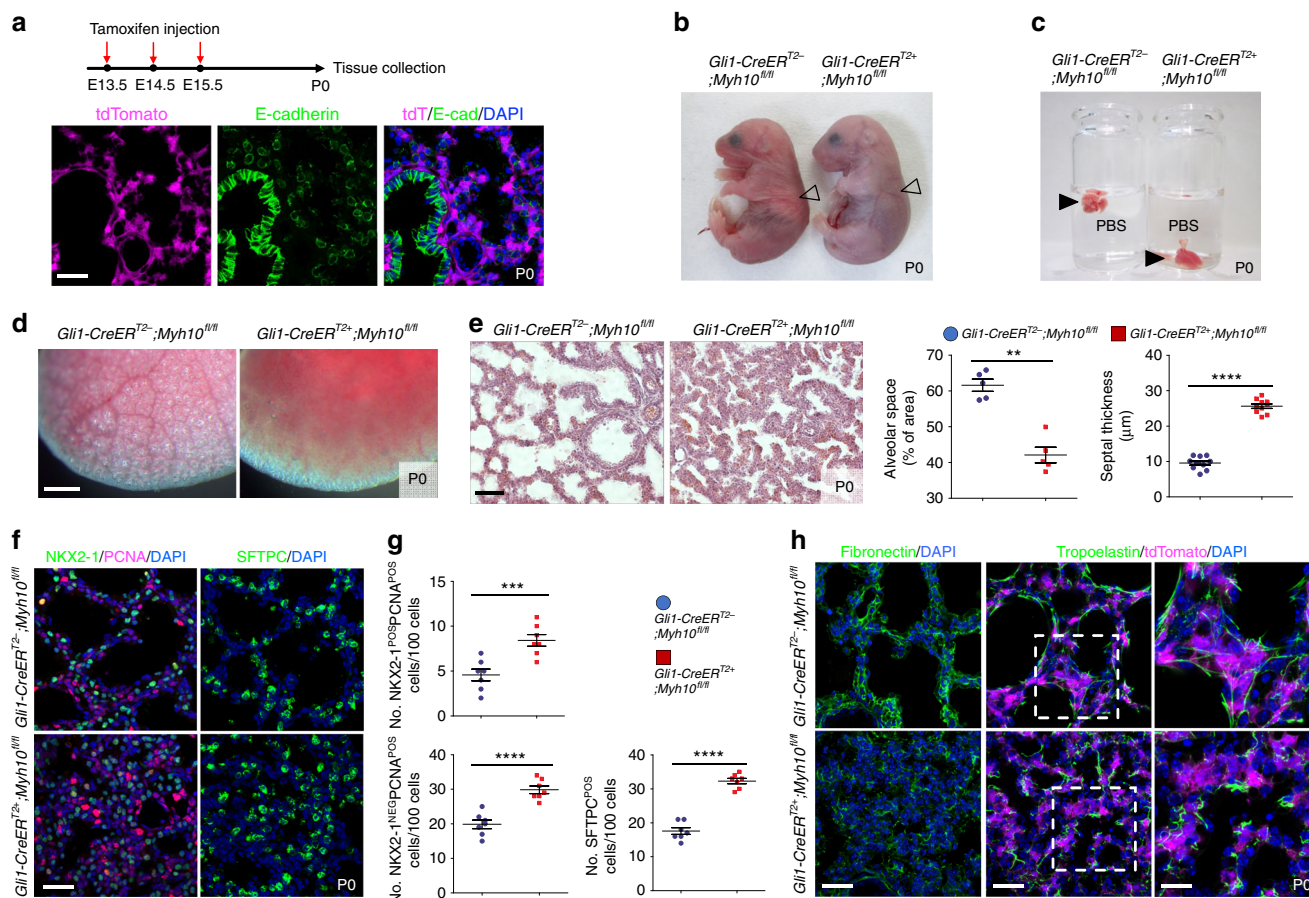 a
Tamoxifen injection
E13.5 E14.5 E15.5 P0
Tissue collection
tdTomato
E-cadherin
tdT/E-cad/DAPI
P0
b
Gli1-CreERT2–
;Myh10fl/fl
Gli1-CreERT2+
;Myh10fl/fl
P0
c
Gli1-CreERT2–
;Myh10fl/fl
Gli1-CreERT2+
;Myh10fl/fl
PBS
PBS
P0
d
Gli1-CreERT2–;Myh10fl/fl
Gli1-CreERT2+;Myh10fl/fl
P0
e
Gli1-CreERT2–;Myh10fl/fl
Gli1-CreERT2+;Myh10fl/fl
P0
Gli1-CreERT2–;Myh10fl/fl
Gli1-CreERT2+;Myh10fl/fl
Alveolar space
(% of area)
70
60
50
40
30
**
Septal thickness
(μm)
40
30
20
10
0
****
f
NKX2-1/PCNA/DAPI
SFTPC/DAPI
Gli1-CreERT2–;Myh10fl/fl
Gli1-CreERT2+;Myh10fl/fl
P0
g
No. NKX2-1POSPCNAPOS
cells/100 cells
15
10
5
0
***
Gli1-CreERT2–
;Myh10fl/fl
Gli1-CreERT2+
;Myh10fl/fl
No. NKX2-1NEGPCNAPOS
cells/100 cells
40
30
20
10
0
****
No. SFTPCPOS
cells/100 cells
40
30
20
10
0
****
h
Fibronectin/DAPI
Tropoelastin/tdTomato/DAPI
Gli1-CreERT2–;Myh10fl/fl
Gli1-CreERT2+;Myh10fl/fl
P0